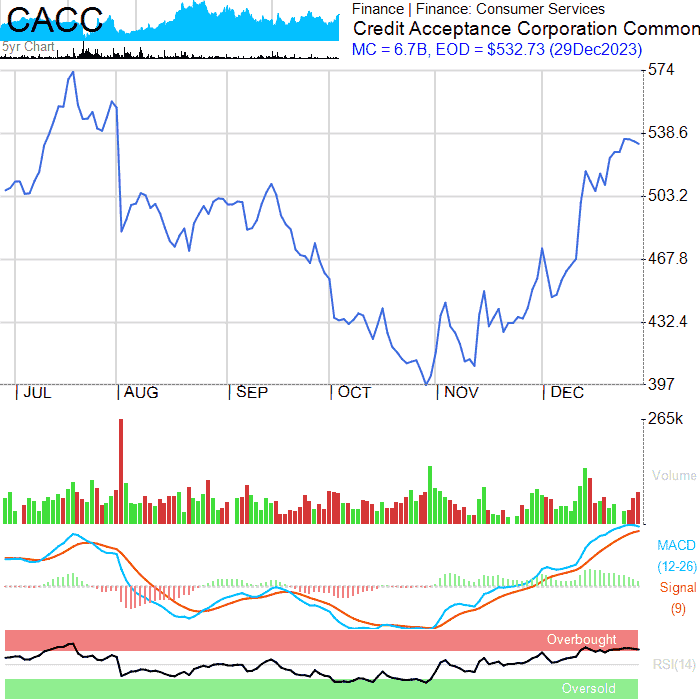 CACC
5yr Chart
Finance | Finance: Consumer Services
Credit Acceptance Corporation Common
MC = 6.7B, EOD = $532.73 (29Dec2023)
574
538.6
503.2
467.8
432.4
397
JUL AUG SEP OCT NOV DEC
265k
Volume
MACD
(12-26)
Signal
(9)
Overbought
RSI(14)
Oversold